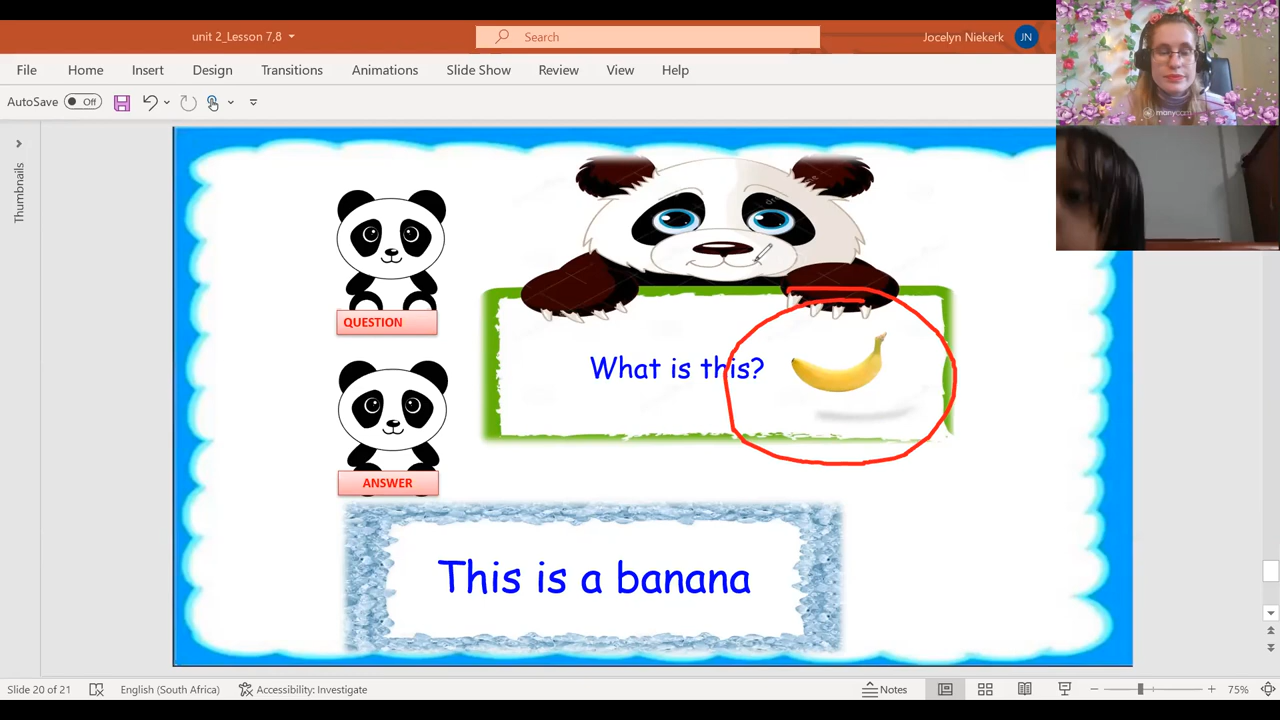 unit 2_Lesson 7,8
Search
Jocelyn Niekerk
JN
File Home Insert Design Transitions Animations Slide Show Review View Help
AutoSave Off
Thumbnails
manycam
QUESTION
What is this?
ANSWER
This is a banana
Slide 20 of 21 English (South Africa) Accessibility: Investigate Notes 75%